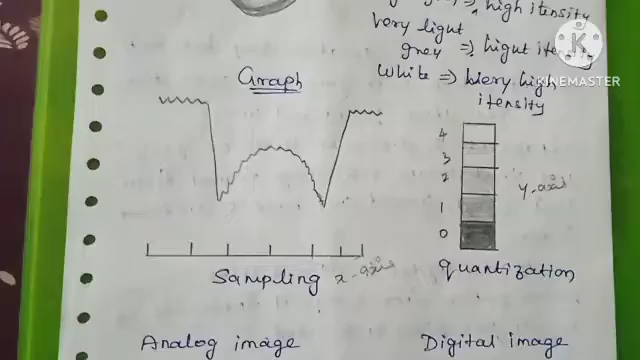 high itensity
Very light
grey => higut itensity
White => Very high
itensity
KINEMASTER
Graph
4
3
2
1
0
y-axis
Sampling x-axis
quantization
Analog image
Digital image